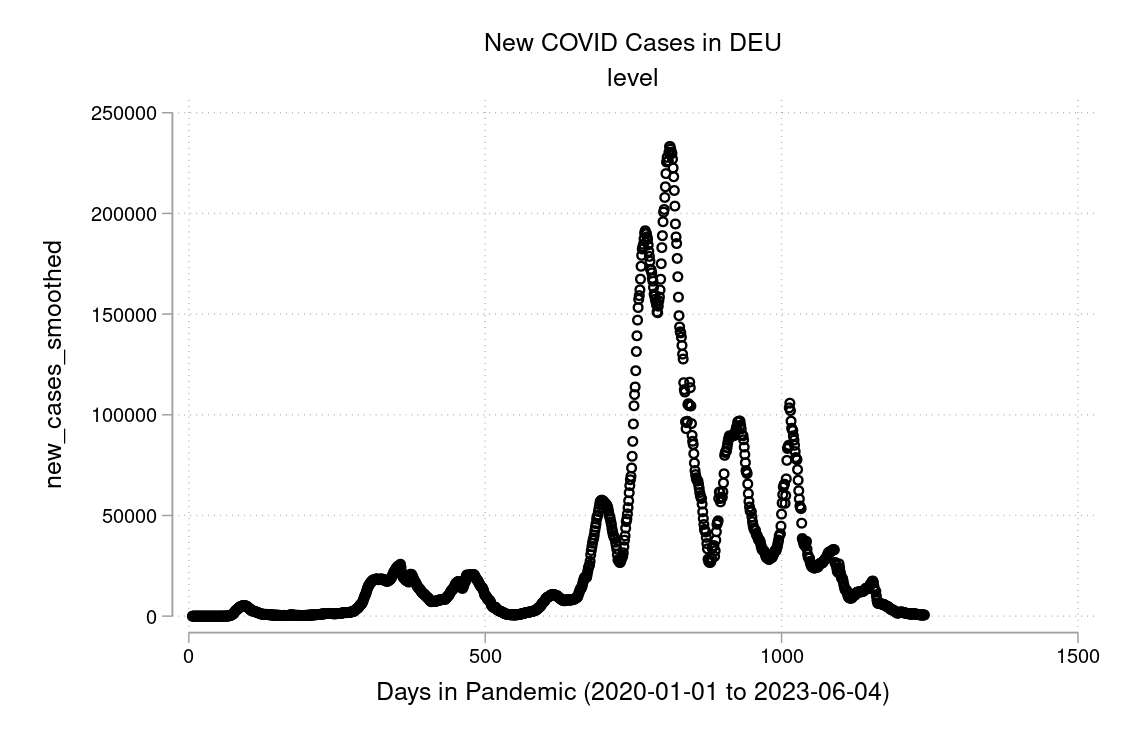 New COVID Cases in DEU
level
250000
200000
150000
100000
50000
0
new_cases_smoothed
0 500 1000 1500
Days in Pandemic (2020-01-01 to 2023-06-04)